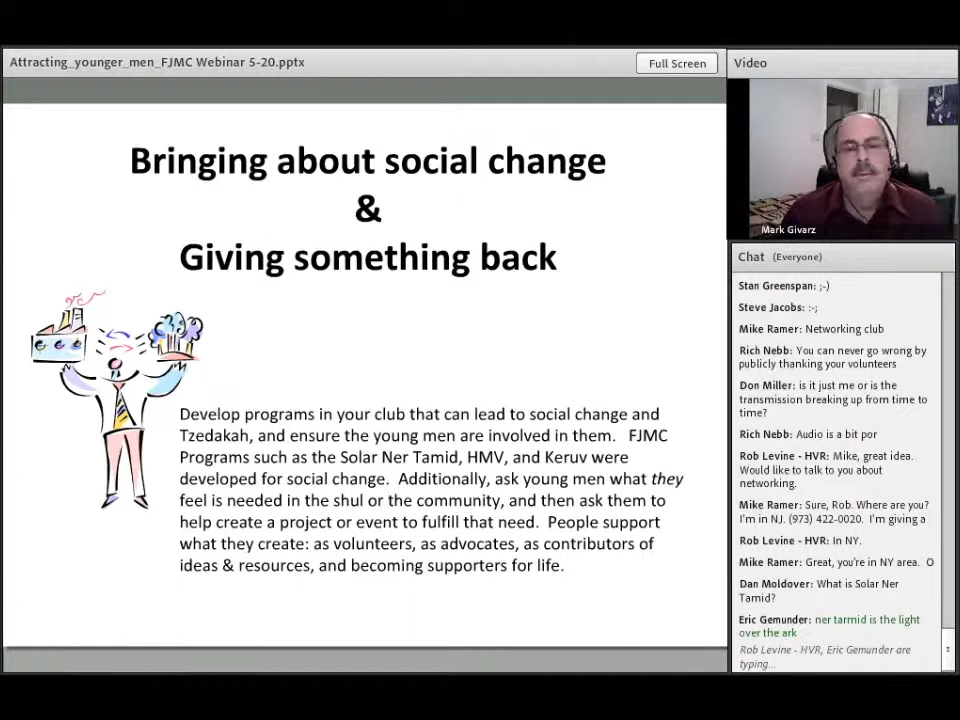 Attracting_younger_men_FJMC Webinar 5-20.pptx
Full Screen
Bringing about social change
&
Giving something back
Develop programs in your club that can lead to social change and
Tzedakah, and ensure the young men are involved in them. FJMC
Programs such as the Solar Ner Tamid, HMV, and Keruv were
developed for social change. Additionally, ask young men what they
feel is needed in the shul or the community, and then ask them to
help create a project or event to fulfill that need. People support
what they create: as volunteers, as advocates, as contributors of
ideas & resources, and becoming supporters for life.
Video
Mark Givarz
Chat (Everyone)
Stan Greenspan: ;-)
Steve Jacobs: :-;
Mike Ramer: Networking club
Rich Nebb: You can never go wrong by
publicly thanking your volunteers
Don Miller: is it just me or is the
transmission breaking up from time to
time?
Rich Nebb: Audio is a bit por
Rob Levine - HVR: Mike, great idea.
Would like to talk to you about
networking.
Mike Ramer: Sure, Rob. Where are you?
I'm in NJ. (973) 422-0020. I'm giving a
Rob Levine - HVR: In NY.
Mike Ramer: Great, you're in NY area. O
Dan Moldover: What is Solar Ner
Tamid?
Eric Gemunder: ner tarmid is the light
over the ark
Rob Levine - HVR, Eric Gemunder are
typing...